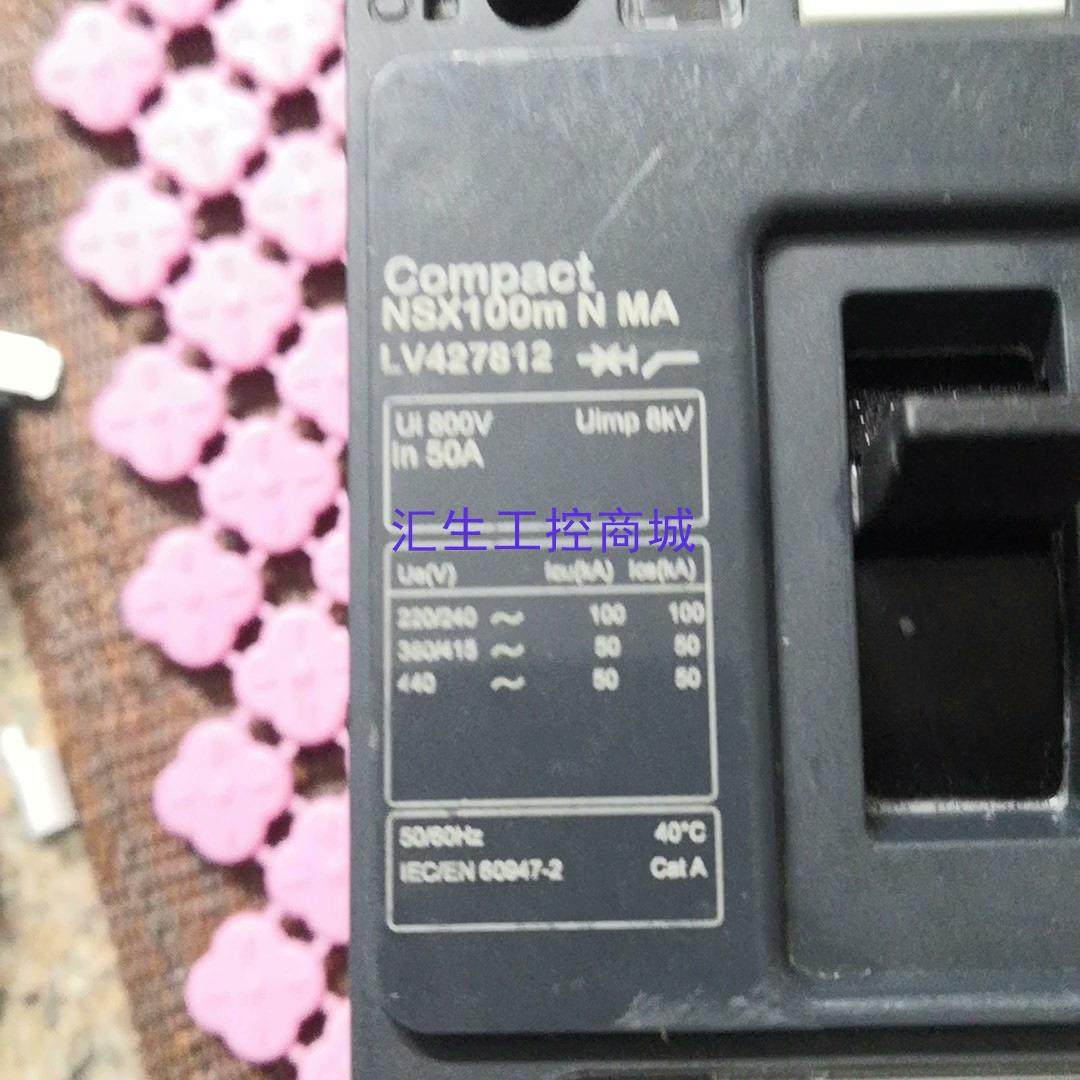 Compact
NSX100m N MA
LV427812
Ui 800V Uimp 8kV
In 50A
汇生工控商城
Ue(V) Icu(kA) Ics(kA)
220/240 ~ 100 100
380/415 ~ 50 50
440 ~ 50 50
50/60Hz 40°C
IEC/EN 60947-2 Cat A